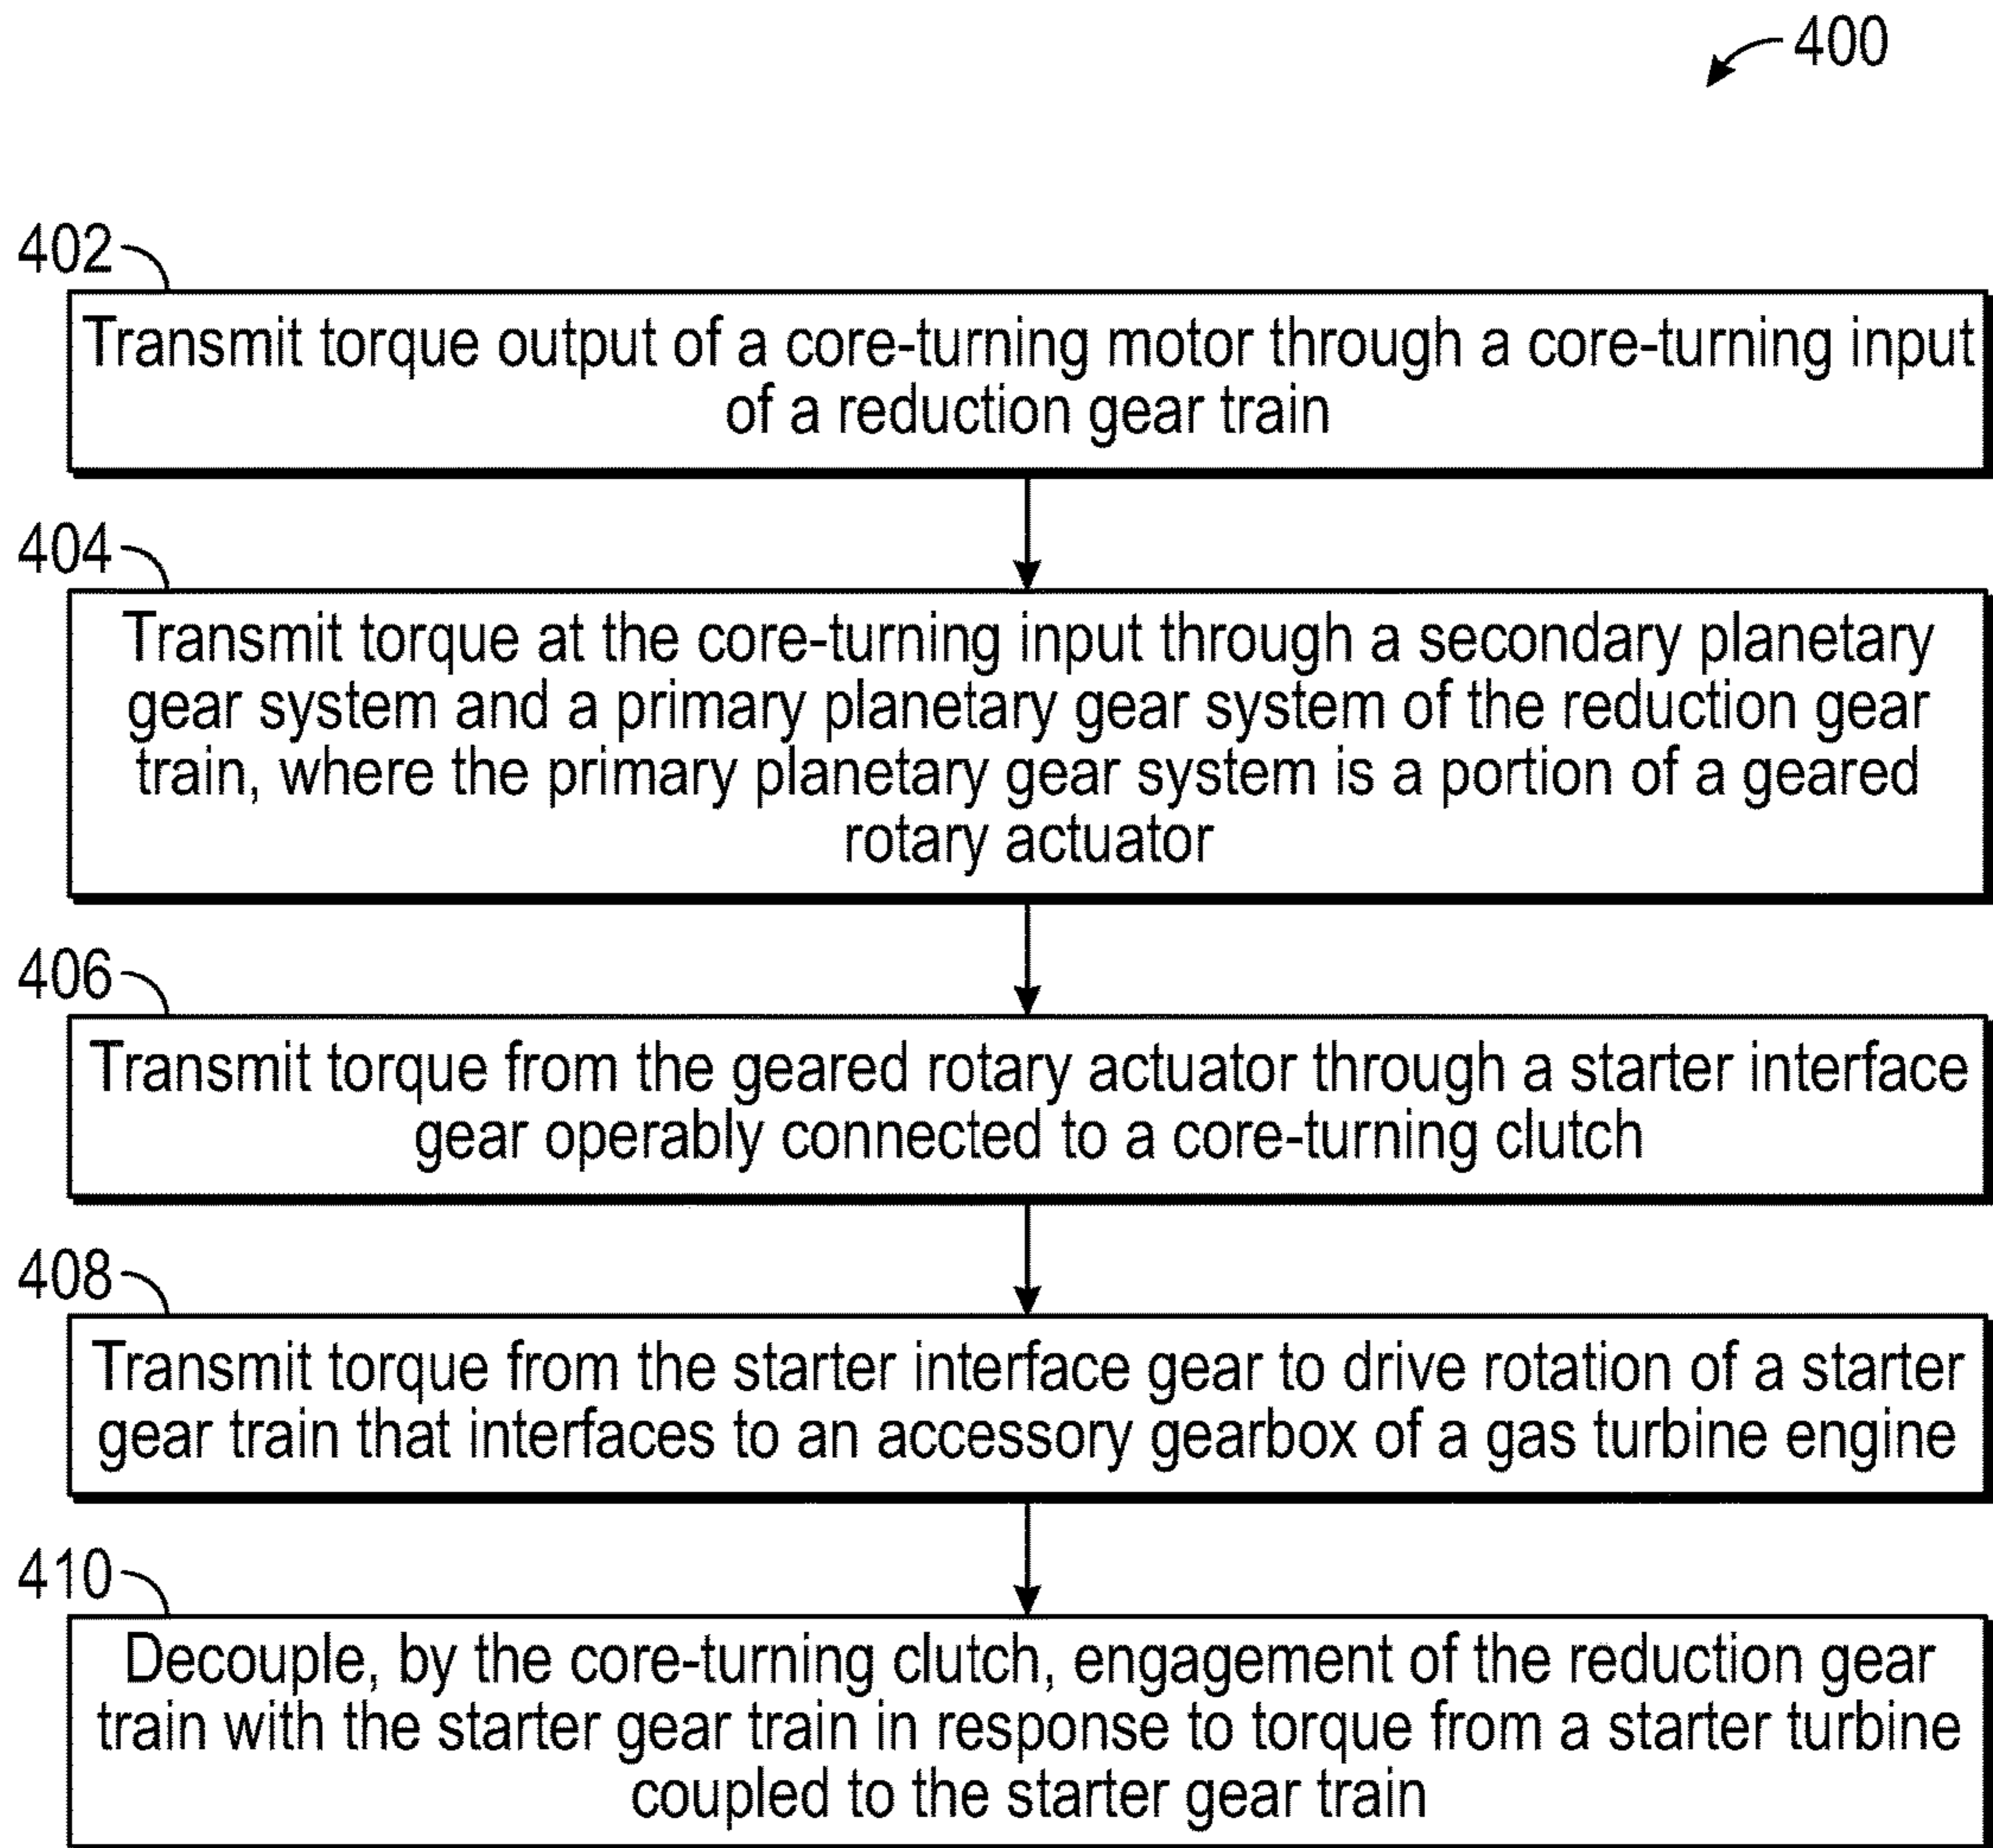 400
402
Transmit torque output of a core-turning motor through a core-turning input
of a reduction gear train
404
Transmit torque at the core-turning input through a secondary planetary
gear system and a primary planetary gear system of the reduction gear
train, where the primary planetary gear system is a portion of a geared
rotary actuator
406
Transmit torque from the geared rotary actuator through a starter interface
gear operably connected to a core-turning clutch
408
Transmit torque from the starter interface gear to drive rotation of a starter
gear train that interfaces to an accessory gearbox of a gas turbine engine
410
Decouple, by the core-turning clutch, engagement of the reduction gear
train with the starter gear train in response to torque from a starter turbine
coupled to the starter gear train